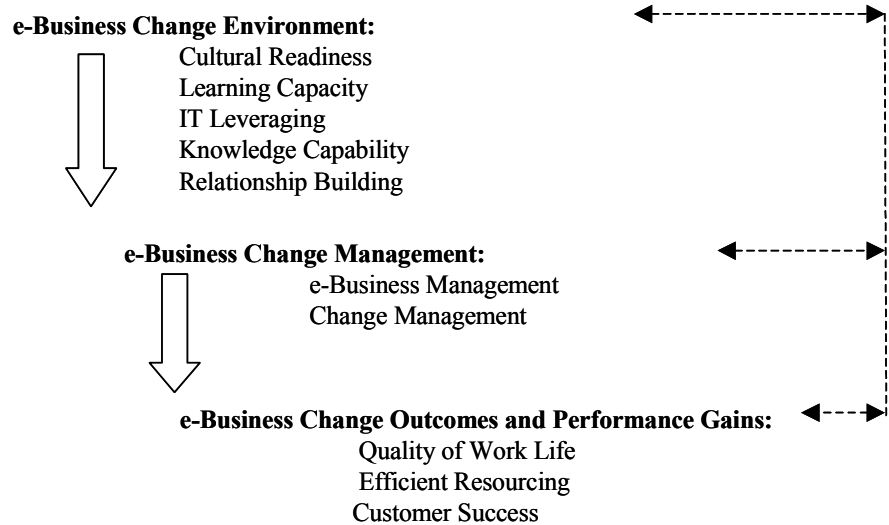 e-Business Change Environment:
Cultural Readiness
Learning Capacity
IT Leveraging
Knowledge Capability
Relationship Building
e-Business Change Management:
e-Business Management
Change Management
e-Business Change Outcomes and Performance Gains:
Quality of Work Life
Efficient Resourcing
Customer Success